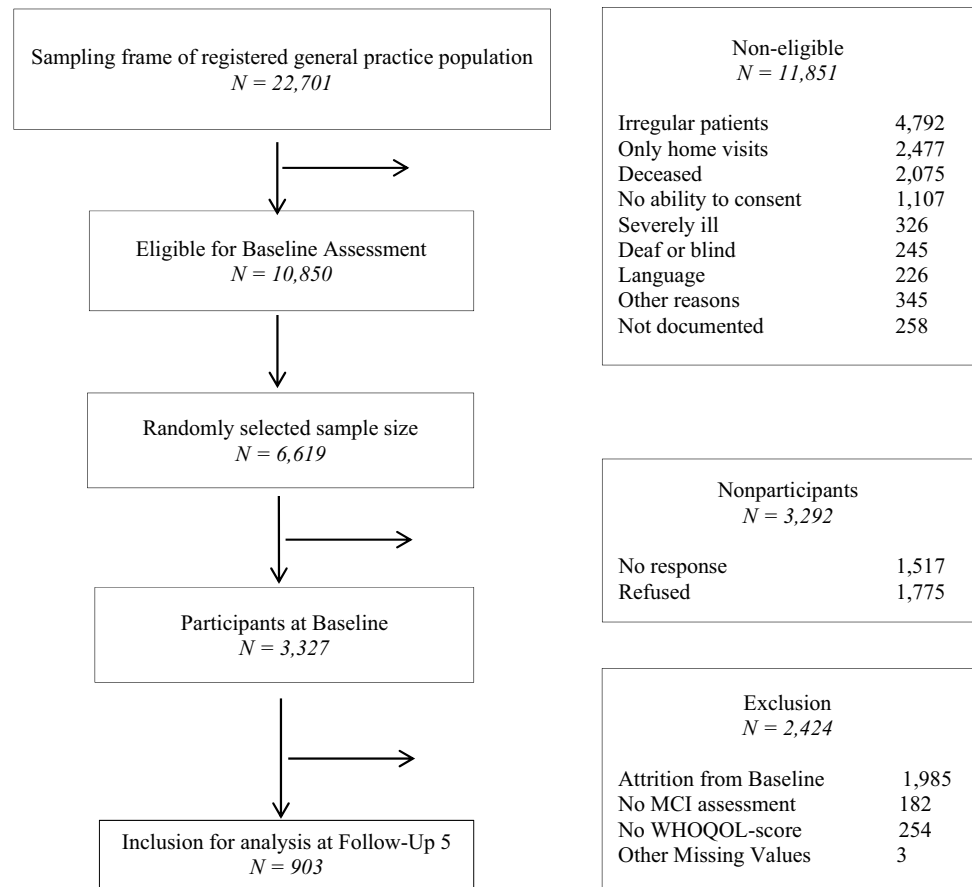 Sampling frame of registered general practice population
N = 22,701
Non-eligible
N = 11,851
Irregular patients 4,792
Only home visits 2,477
Deceased 2,075
No ability to consent 1,107
Severely ill 326
Deaf or blind 245
Language 226
Other reasons 345
Not documented 258
Eligible for Baseline Assessment
N = 10,850
Randomly selected sample size
N = 6,619
Nonparticipants
N = 3,292
No response 1,517
Refused 1,775
Participants at Baseline
N = 3,327
Exclusion
N = 2,424
Attrition from Baseline 1,985
No MCI assessment 182
No WHOQOL-score 254
Other Missing Values 3
Inclusion for analysis at Follow-Up 5
N = 903